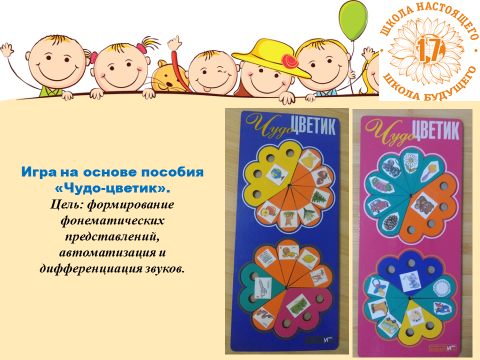 ШКОЛА НАСТОЯЩЕГО
17
ШКОЛА БУДУЩЕГО
Игра на основе пособия
«Чудо-цветик».
Цель: формирование
фонематических
представлений,
автоматизация и
дифференциация звуков.
Чудо ЦВЕТИК
Чудо ЦВЕТИК